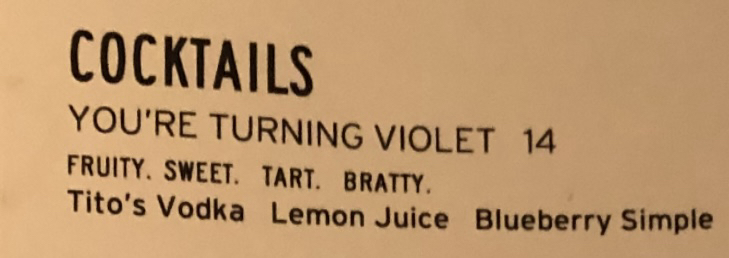 COCKTAILS
YOU'RE TURNING VIOLET 14
FRUITY. SWEET. TART. BRATTY.
Tito's Vodka Lemon Juice Blueberry Simple